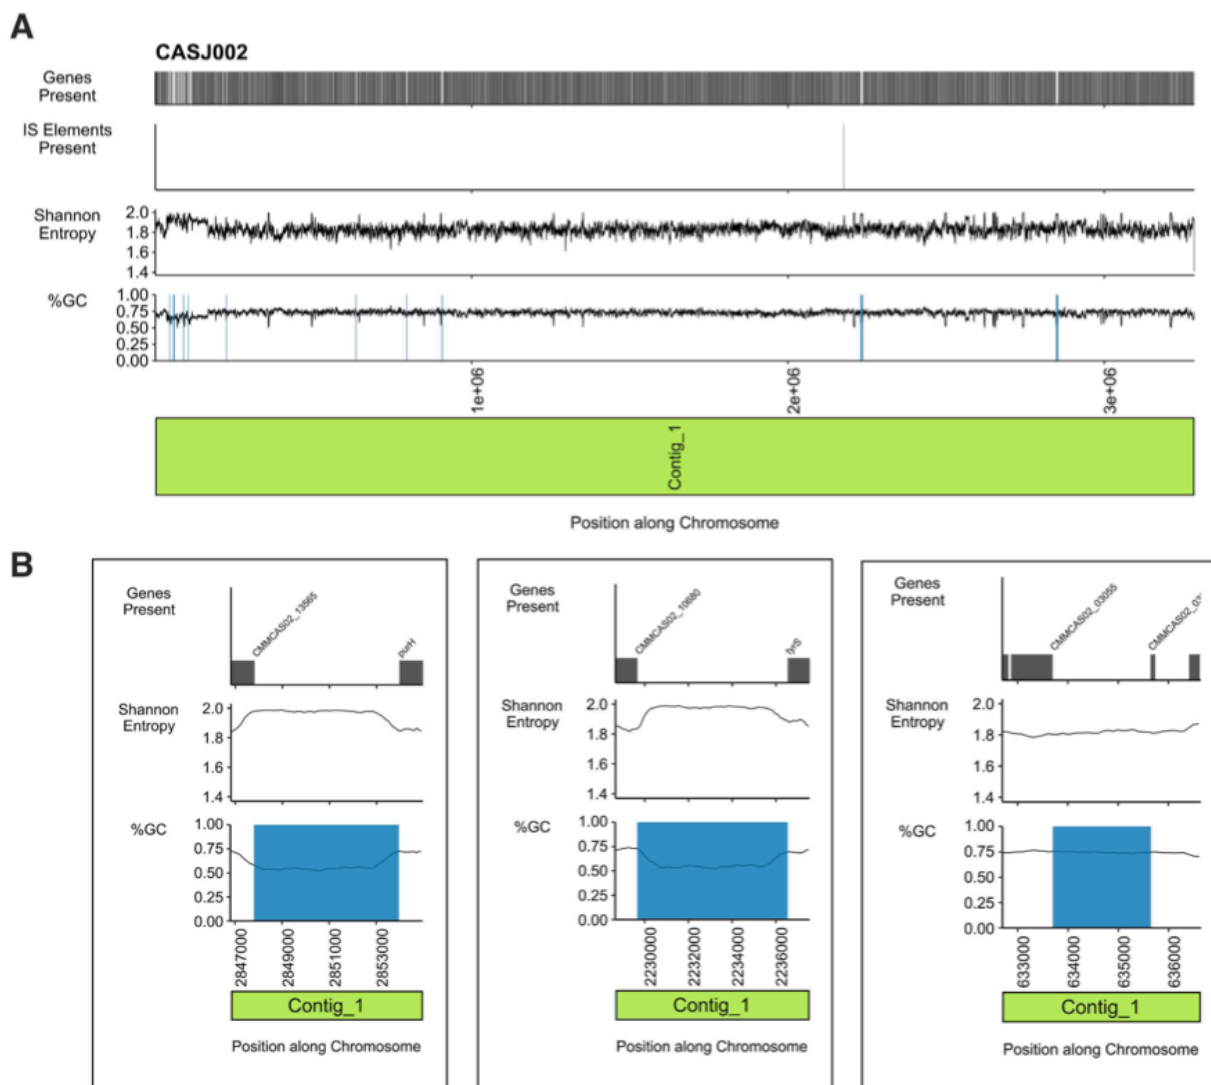 A
CASJ002
Genes
Present
IS Elements
Present
Shannon
Entropy
2.0
1.8
1.6
1.4
%GC
1.00
0.75
0.50
0.25
0.00
1e+06
2e+06
3e+06
Contig_1
Position along Chromosome
B
Genes
Present
CMMCAS02_13565
purH
Shannon
Entropy
2.0
1.8
1.6
1.4
%GC
1.00
0.75
0.50
0.25
0.00
2847000
2849000
2851000
2853000
Contig_1
Position along Chromosome
Genes
Present
CMMCAS02_10680
tyrS
Shannon
Entropy
2.0
1.8
1.6
1.4
%GC
1.00
0.75
0.50
0.25
0.00
2230000
2232000
2234000
2236000
Contig_1
Position along Chromosome
Genes
Present
CMMCAS02_03055
Shannon
Entropy
2.0
1.8
1.6
1.4
%GC
1.00
0.75
0.50
0.25
0.00
633000
634000
635000
636000
Contig_1
Position along Chromosome